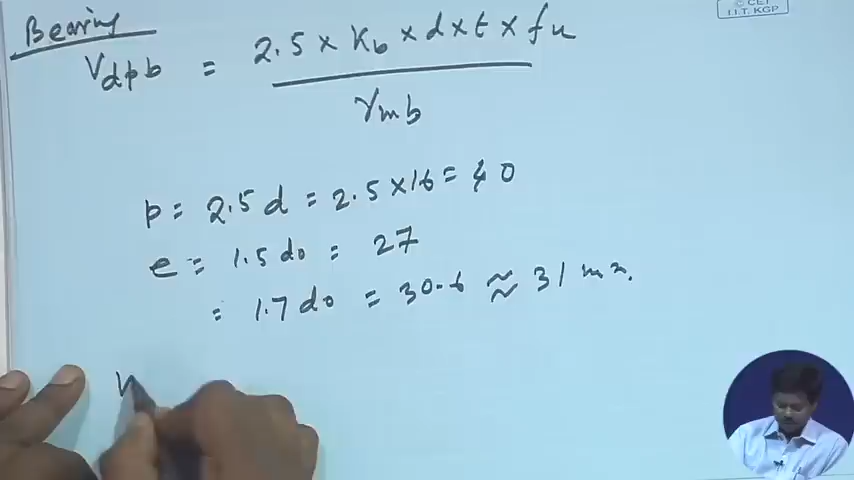 © CET
I.I.T. KGP
Bearing
Vdpb = 2.5 × Kb × d × t × fu
γmb
p = 2.5 d = 2.5 × 16 = 40
e = 1.5 do = 27
= 1.7 do = 30.6 ≈ 31 mm.